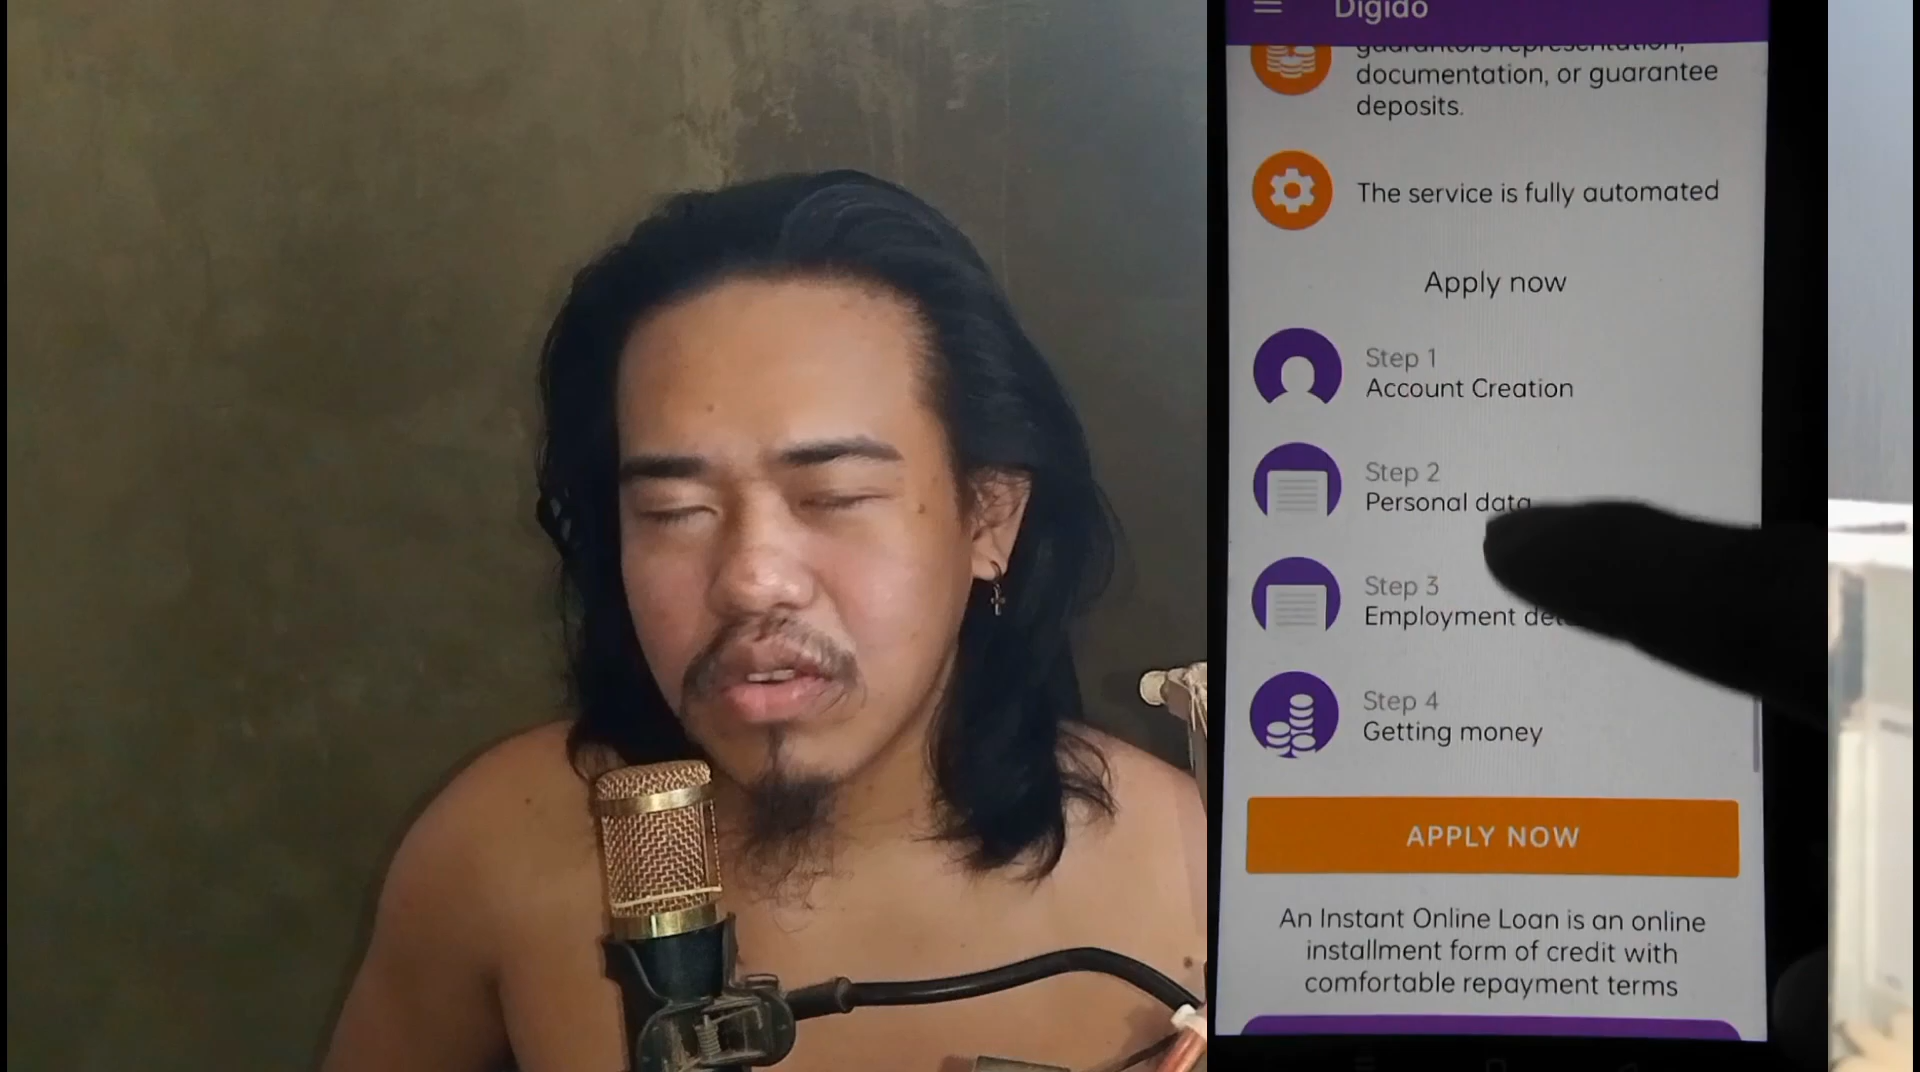 Digido
guarantors representation,
documentation, or guarantee
deposits.
The service is fully automated
Apply now
Step 1
Account Creation
Step 2
Personal data
Step 3
Employment
Step 4
Getting money
APPLY NOW
An Instant Online Loan is an online
installment form of credit with
comfortable repayment terms